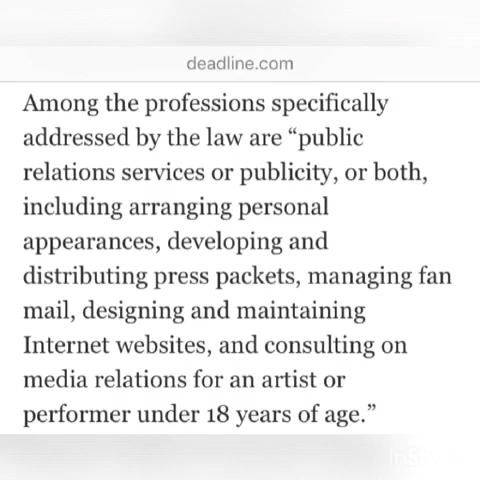 deadline.com
Among the professions specifically
addressed by the law are “public
relations services or publicity, or both,
including arranging personal
appearances, developing and
distributing press packets, managing fan
mail, designing and maintaining
Internet websites, and consulting on
media relations for an artist or
performer under 18 years of age.”